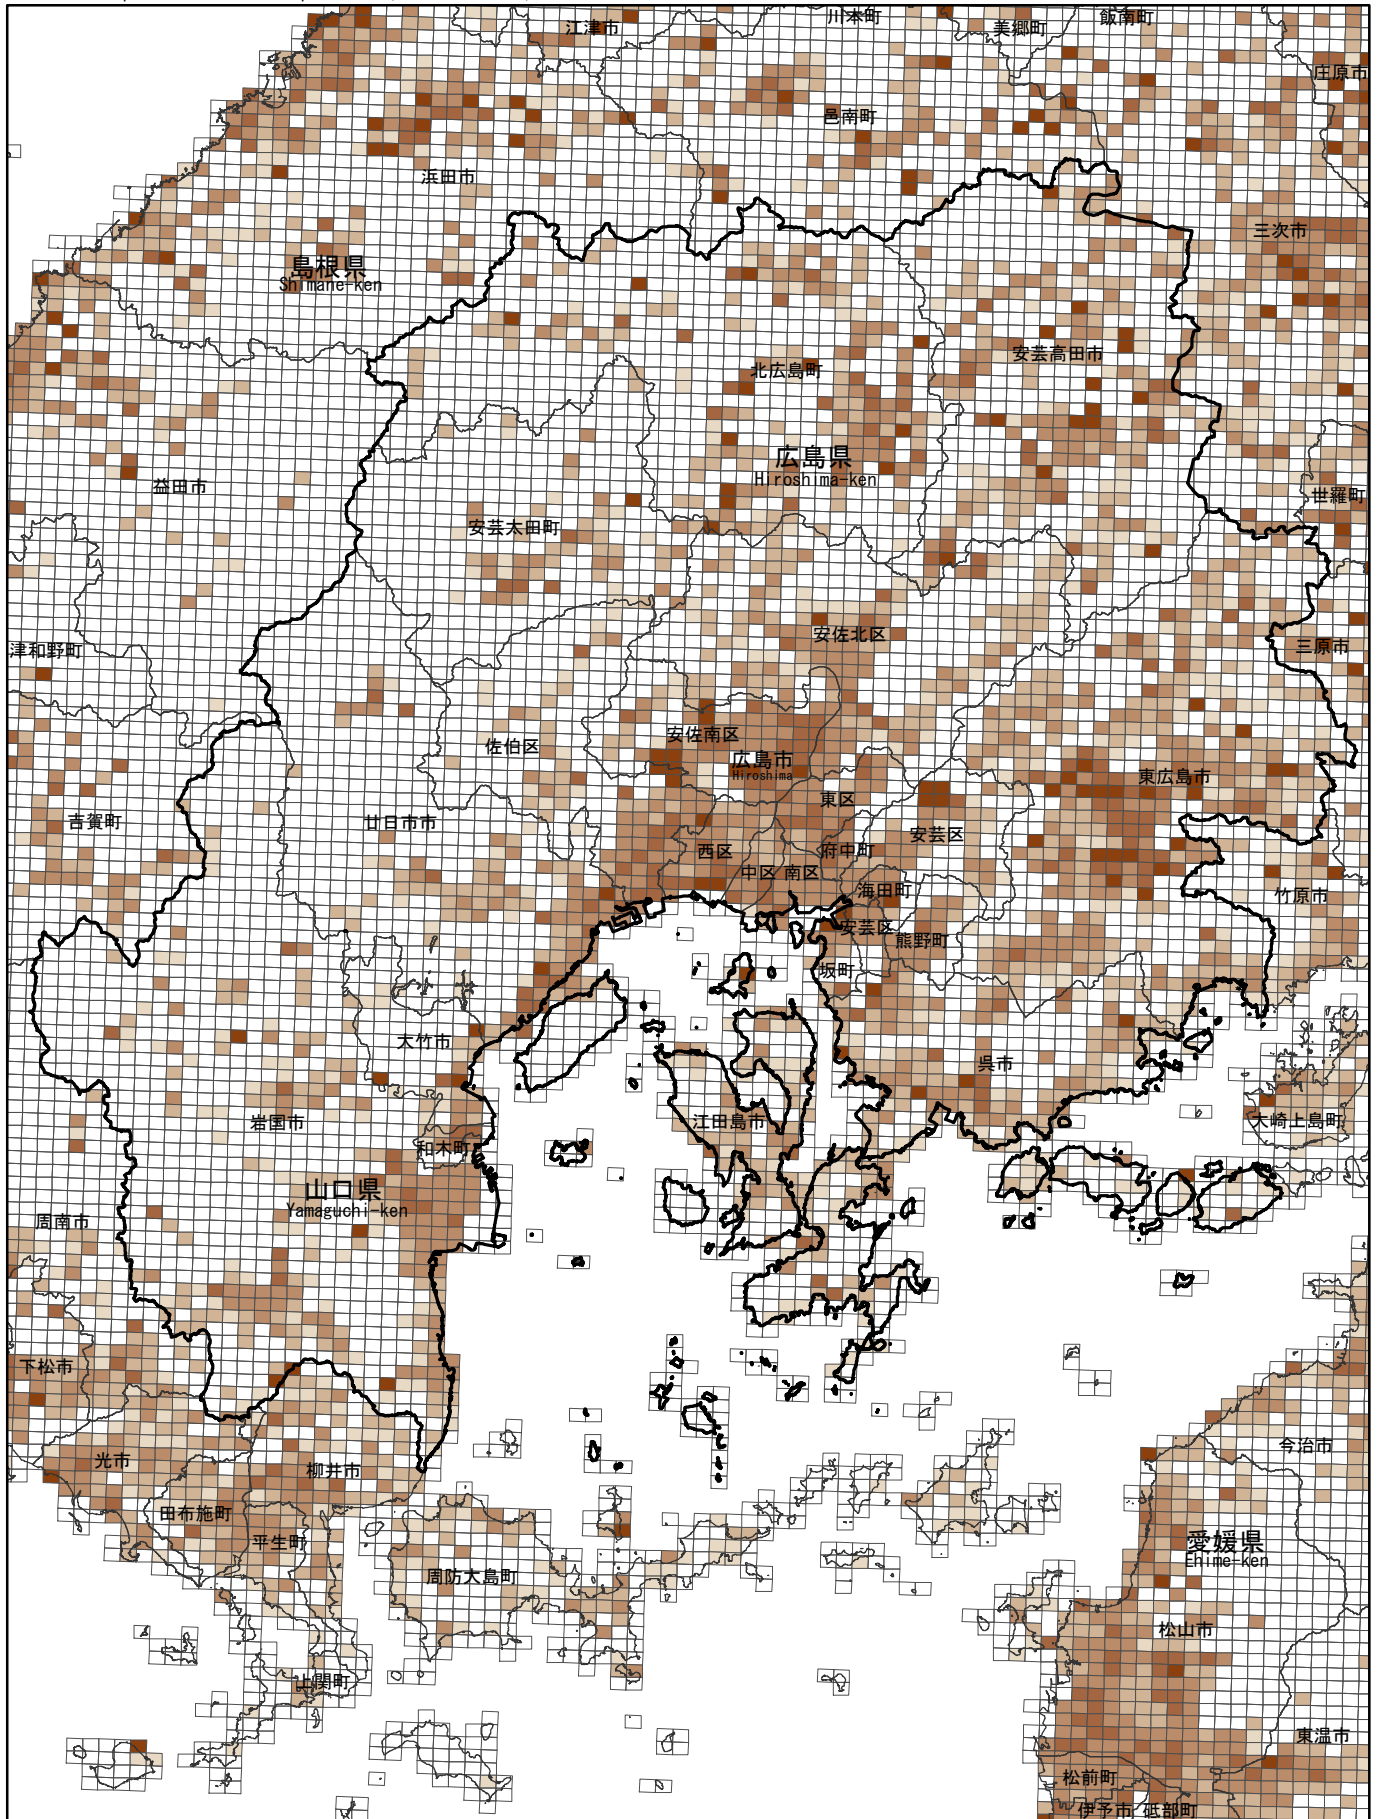 飯南町
川本町
江津市
美郷町
庄原市
邑南町
浜田市
三次市
島根県
Shimane-ken
安芸高田市
北広島町
広島県
Hiroshima-ken
益田市
世羅町
安芸太田町
安佐北区
三原市
津和野町
安佐南区
佐伯区
広島市
Hiroshima
東広島市
東区
廿日市市
吉賀町
安芸区
西区
府中町
中区
南区
海田町
竹原市
安芸区
熊野町
坂町
大竹市
呉市
岩国市
江田島市
大崎上島町
和木町
山口県
Yamaguchi-ken
周南市
下松市
今治市
光市
柳井市
田布施町
平生町
愛媛県
Ehime-ken
周防大島町
松山市
上関町
東温市
松前町
伊予市
砥部町